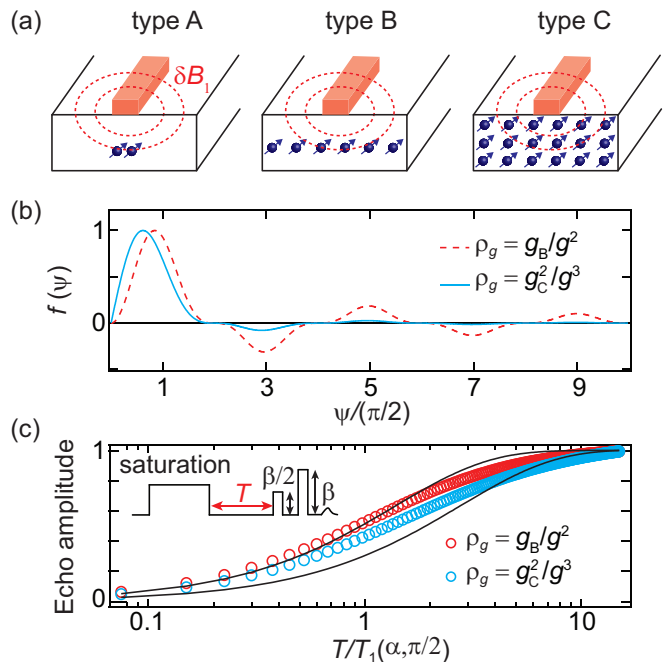 (a) type A type B type C
δB₁
(b)
1
0
f (ψ)
ρg = gB/g²
ρg = gC²/g³
1 3 5 7 9
ψ/(π/2)
(c)
1
0
Echo amplitude
saturation
T
β/2
β
ρg = gB/g²
ρg = gC²/g³
0.1 1 10
T/T₁(α,π/2)